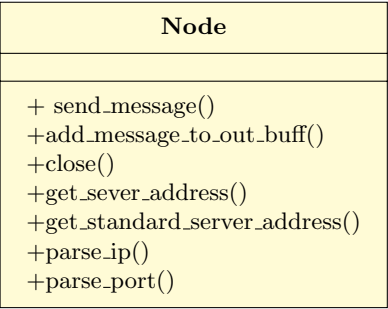 Node
+ send_message()
+add_message_to_out_buff()
+close()
+get_sever_address()
+get_standard_server_address()
+parse_ip()
+parse_port()